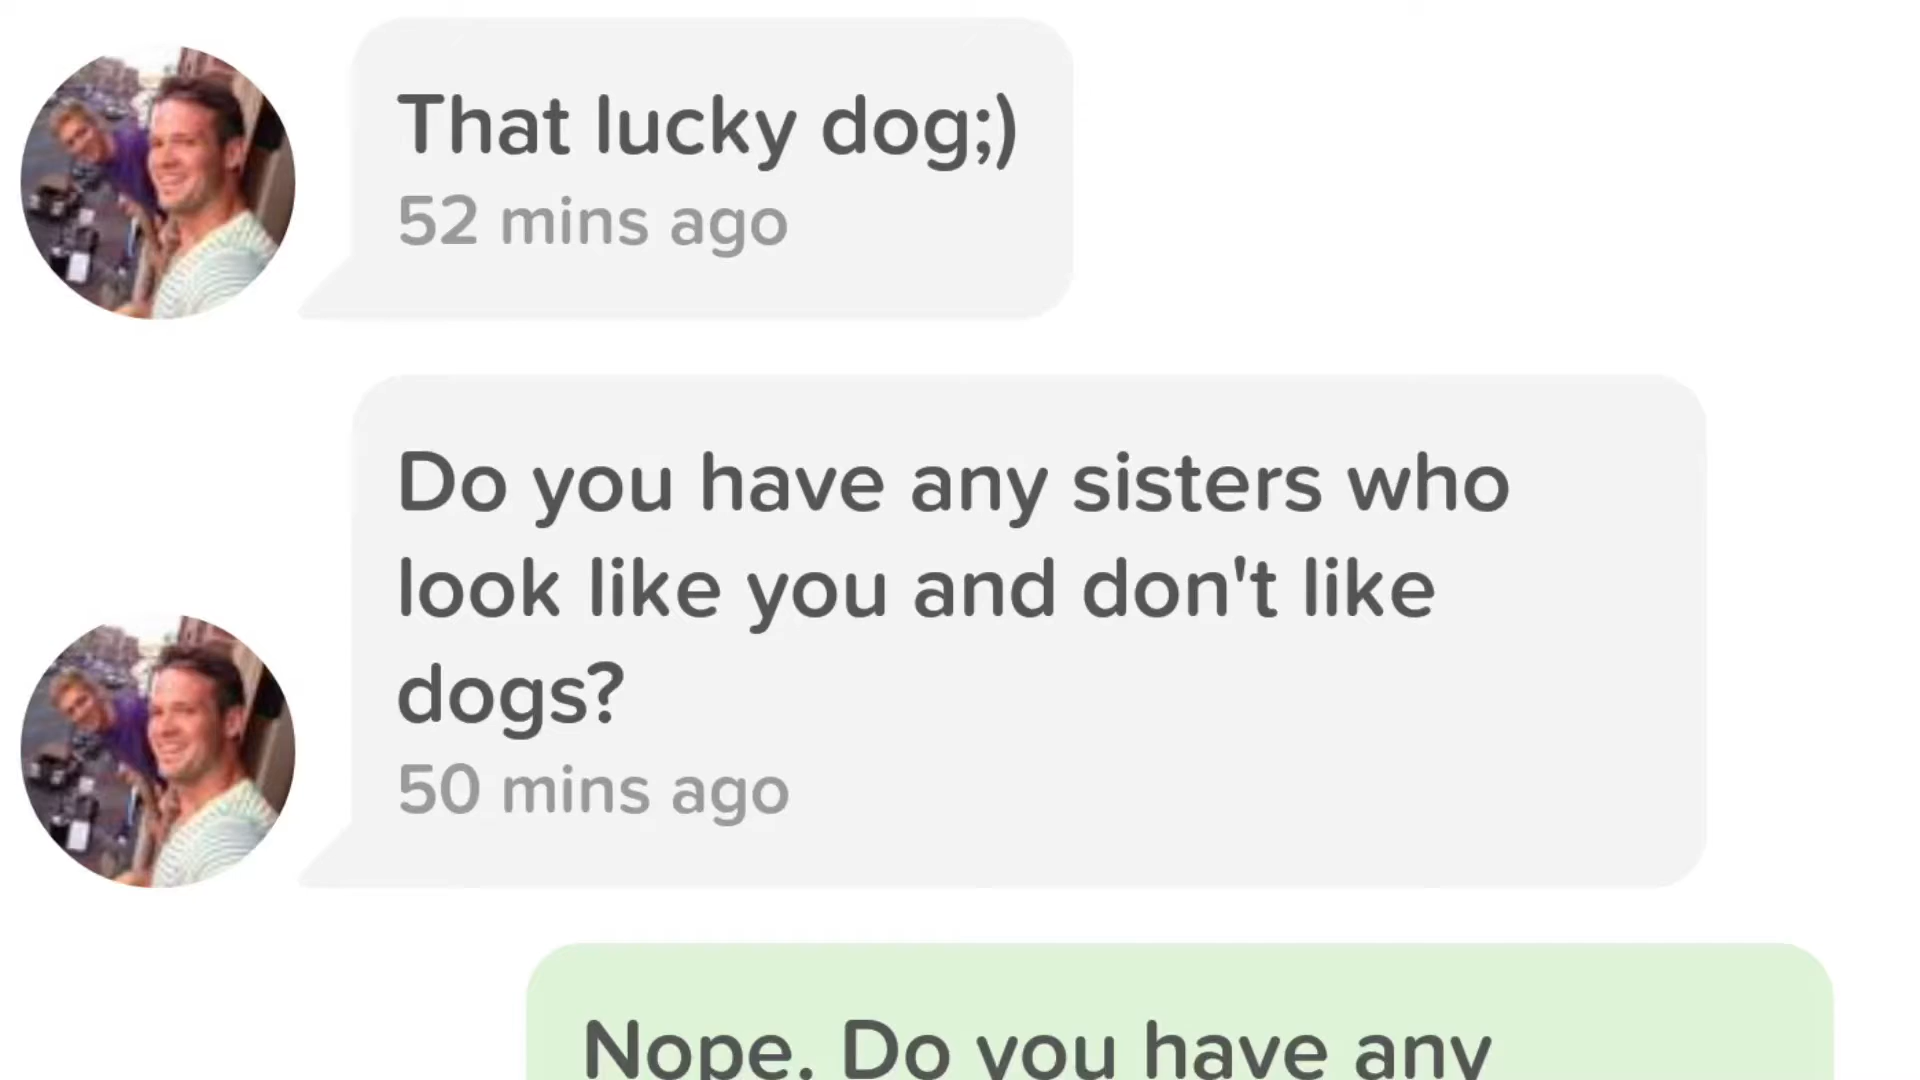 That lucky dog;)
52 mins ago
Do you have any sisters who
look like you and don't like
dogs?
50 mins ago
Nope. Do you have any